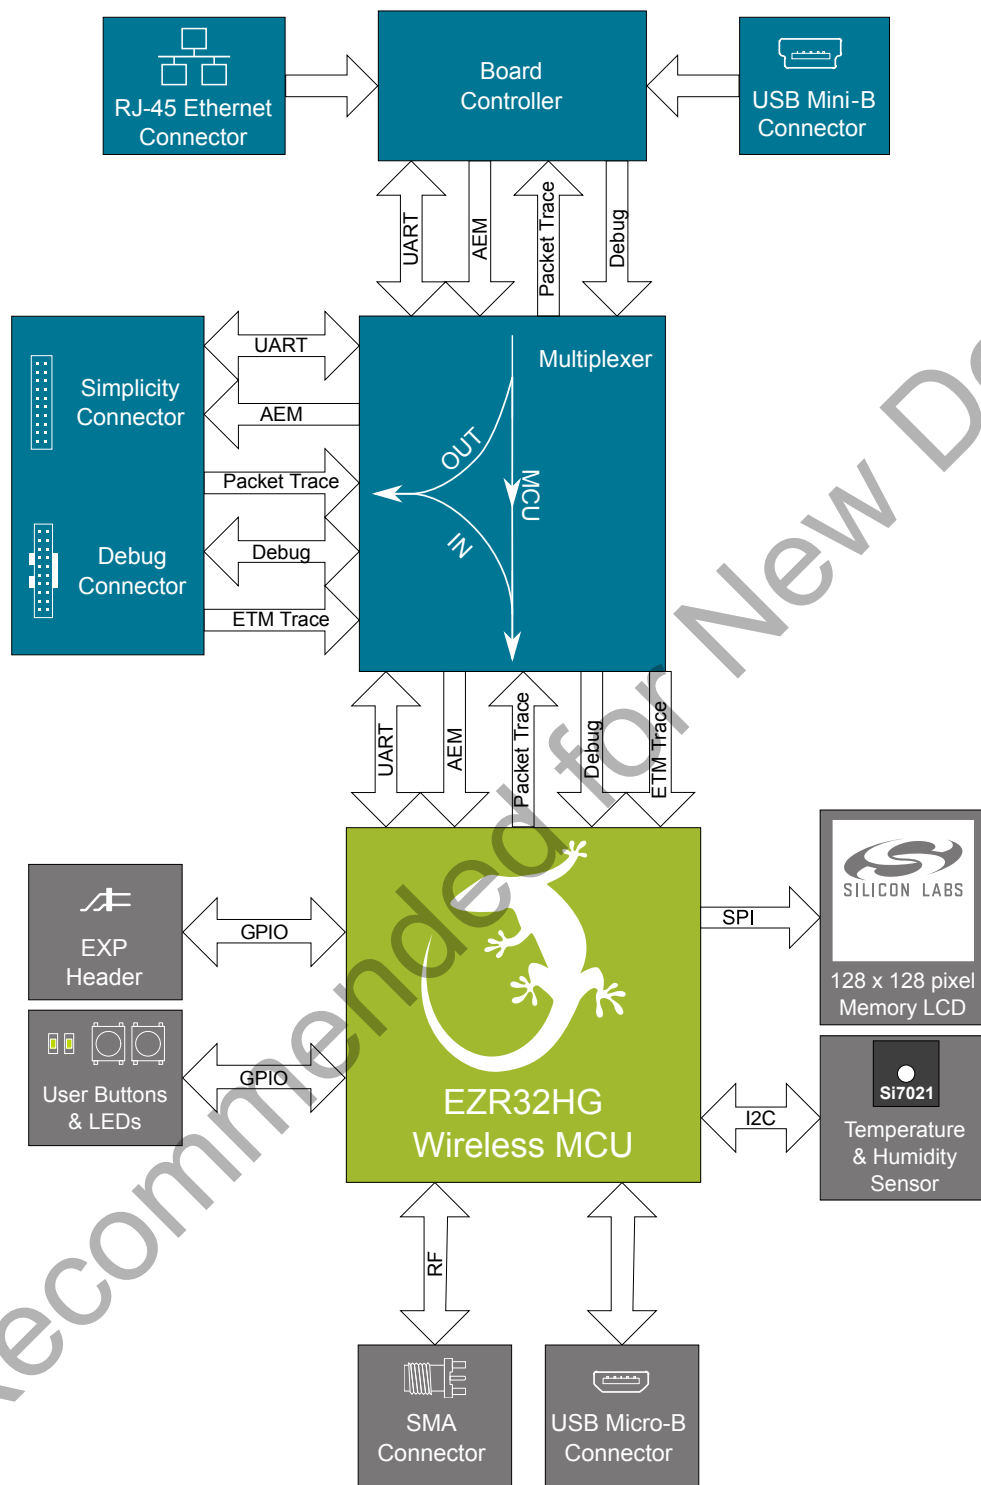 RJ-45 Ethernet
Connector
Board
Controller
USB Mini-B
Connector
UART
AEM
Packet Trace
Debug
Simplicity
Connector
Debug
Connector
UART
AEM
Packet Trace
Debug
ETM Trace
Multiplexer
OUT
MCU
IN
UART
AEM
Packet Trace
Debug
ETM Trace
EXP
Header
GPIO
User Buttons
& LEDs
GPIO
EZR32HG
Wireless MCU
SPI
SILICON LABS
128 x 128 pixel
Memory LCD
I2C
Si7021
Temperature
& Humidity
Sensor
RF
SMA
Connector
USB Micro-B
Connector
Recommended for New De